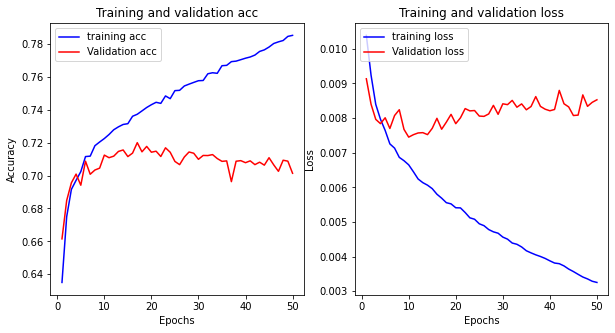 Training and validation acc
training acc
Validation acc
0.78
0.76
0.74
0.72
0.70
0.68
0.66
0.64
Accuracy
0
10
20
30
40
50
Epochs
Training and validation loss
training loss
Validation loss
0.010
0.009
0.008
0.007
0.006
0.005
0.004
0.003
Loss
0
10
20
30
40
50
Epochs